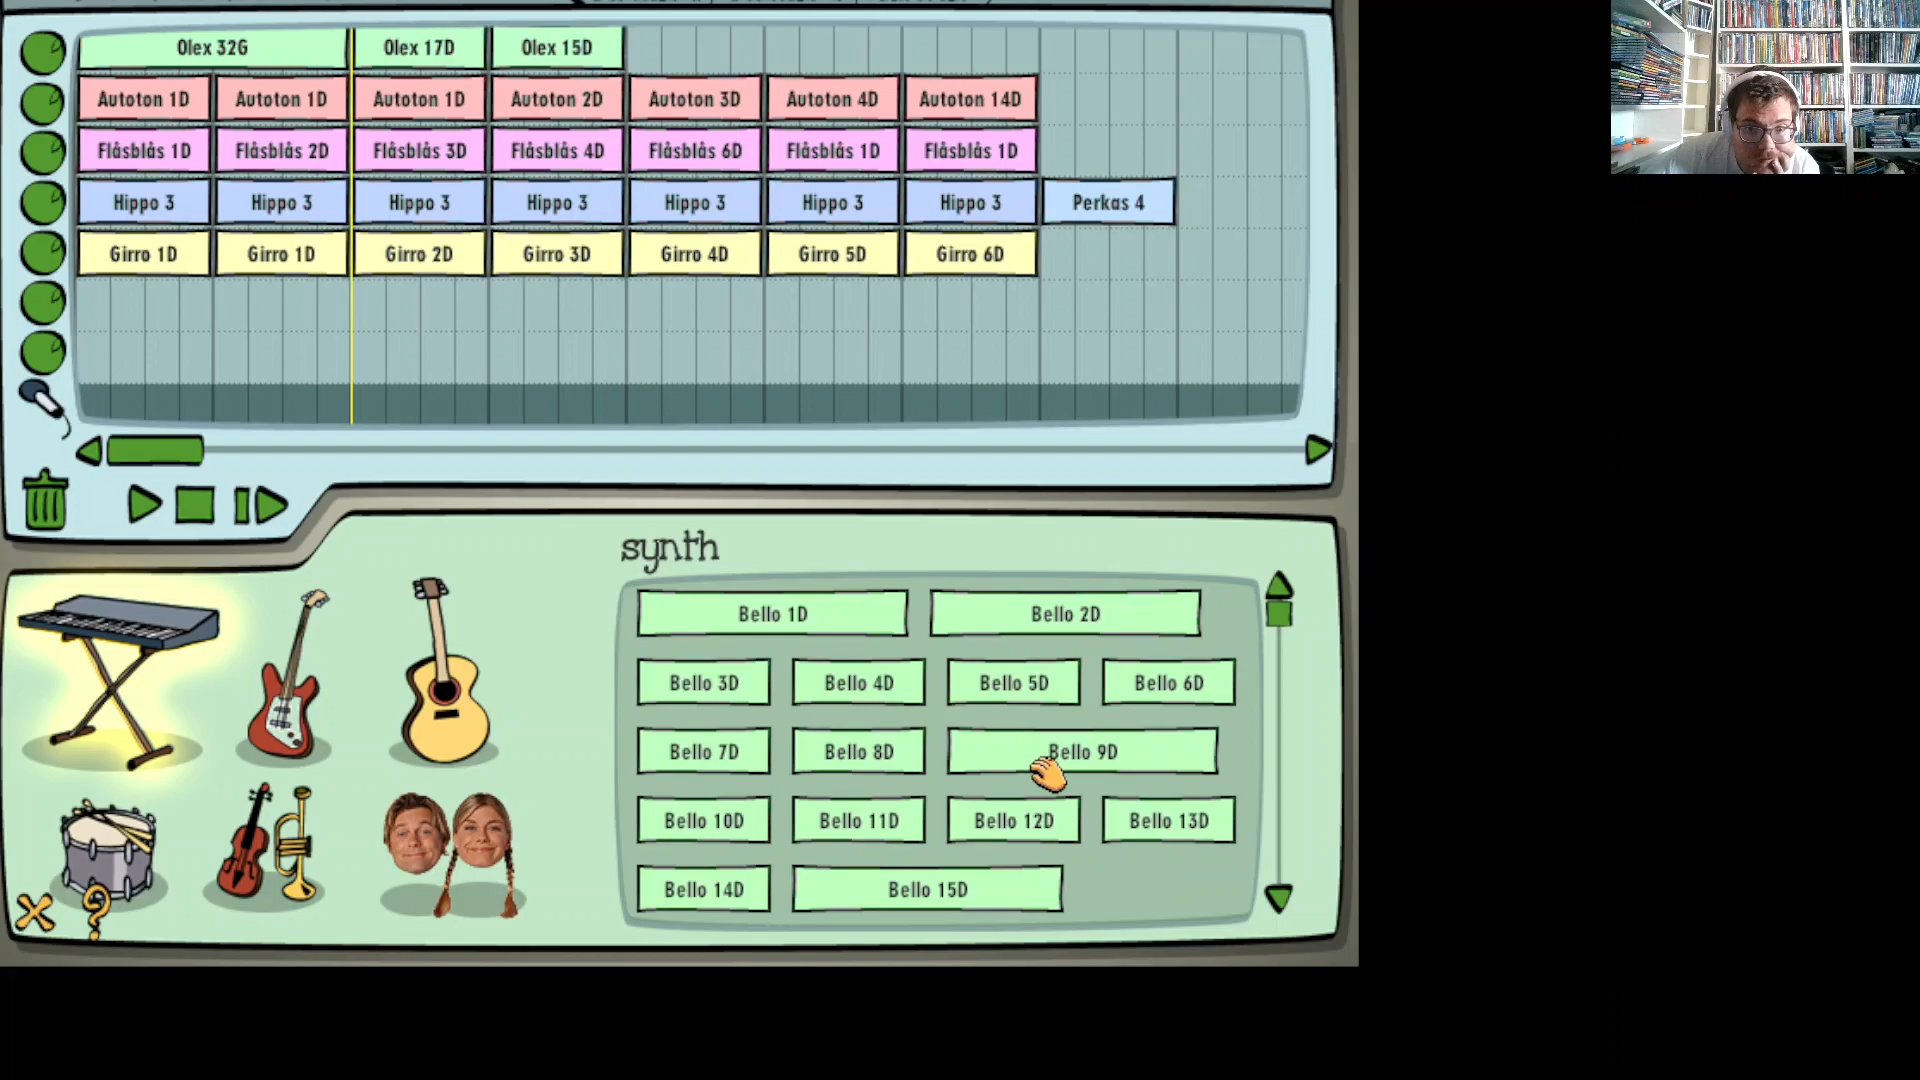 Olex 32G Olex 17D Olex 15D
Autoton 1D Autoton 1D Autoton 1D Autoton 2D Autoton 3D Autoton 4D Autoton 14D
Flåsblås 1D Flåsblås 2D Flåsblås 3D Flåsblås 4D Flåsblås 6D Flåsblås 1D Flåsblås 1D
Hippo 3 Hippo 3 Hippo 3 Hippo 3 Hippo 3 Hippo 3 Hippo 3 Perkas 4
Girro 1D Girro 1D Girro 2D Girro 3D Girro 4D Girro 5D Girro 6D
synth
Bello 1D Bello 2D
Bello 3D Bello 4D Bello 5D Bello 6D
Bello 7D Bello 8D Bello 9D
Bello 10D Bello 11D Bello 12D Bello 13D
Bello 14D Bello 15D
?